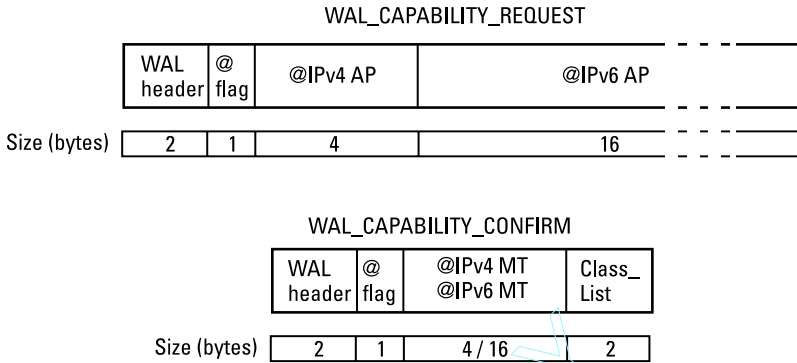 WAL_CAPABILITY_REQUEST
WAL header @ flag @IPv4 AP @IPv6 AP
Size (bytes) 2 1 4 16
WAL_CAPABILITY_CONFIRM
WAL header @ flag @IPv4 MT @IPv6 MT Class_ List
Size (bytes) 2 1 4 / 16 2